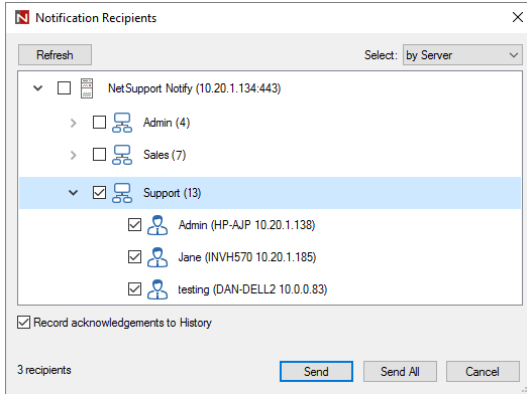 Notification Recipients
Refresh Select: by Server
NetSupport Notify (10.20.1.134:443)
Admin (4)
Sales (7)
Support (13)
Admin (HP-AJP 10.20.1.138)
Jane (INVH570 10.20.1.185)
testing (DAN-DELL2 10.0.0.83)
Record acknowledgements to History
3 recipients Send Send All Cancel